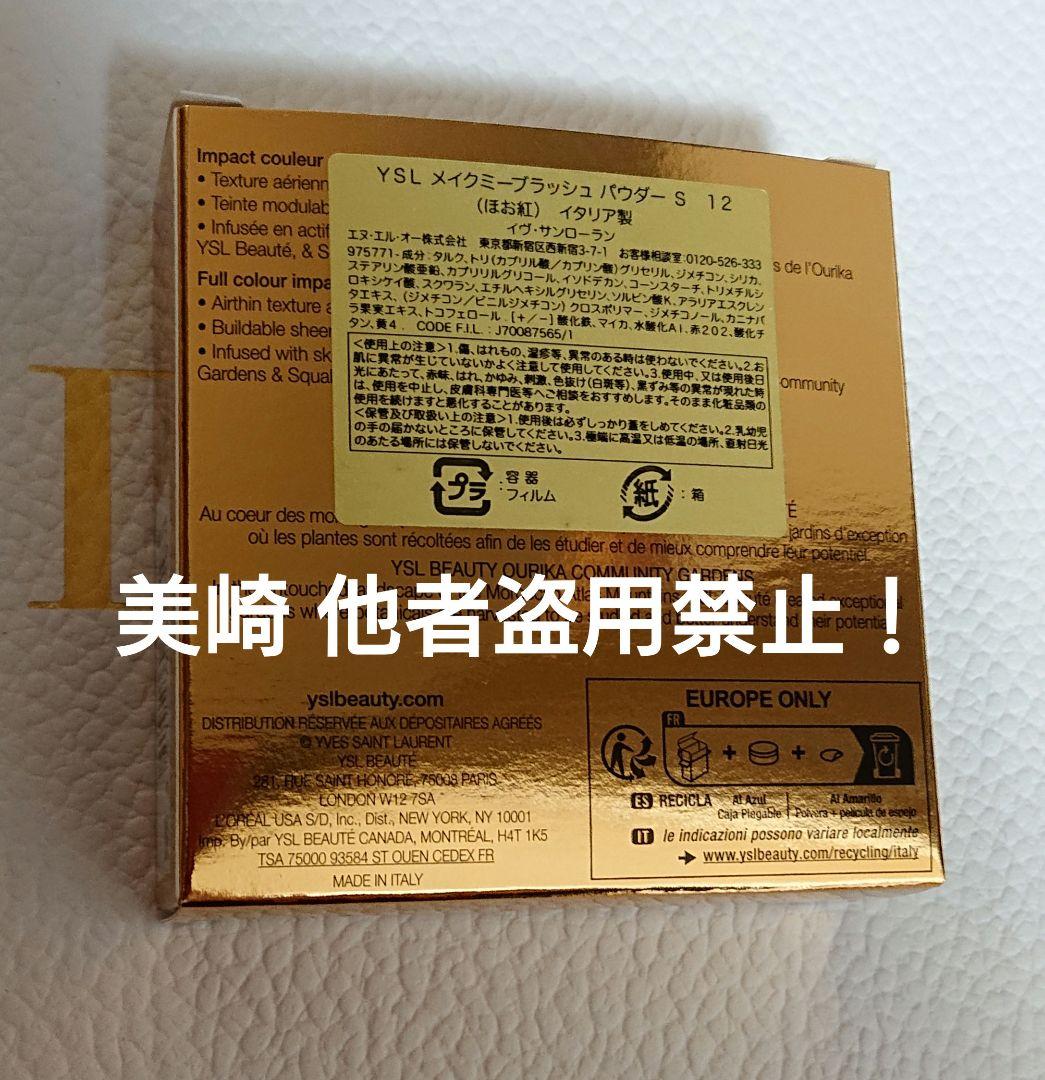 Impact couleur
• Texture aérienn
• Teinte modulab
• Infusée en actif
YSL Beauté, & S
s de l'Ourika
Full colour impa
• Airthin texture a
• Buildable sheer
• Infused with sk
Gardens & Squal
ommunity
YSL メイクミーブラッシュ パウダー S 12
(ほお紅) イタリア製
イヴ・サンローラン
エヌ・エル・オー株式会社 東京都新宿区西新宿3-7-1 お客様相談室:0120-526-333
975771- 成分:タルク、トリ(カプリル酸/カプリン酸)グリセリル、ジメチコン、シリカ、
ステアリン酸亜鉛、カプリリルグリコール、イソドデカン、コーンスターチ、トリメチルシ
ロキシケイ酸、スクワラン、エチルヘキシルグリセリン、ソルビン酸K、アラリアエスクレン
タエキス、(ジメチコン/ビニルジメチコン)クロスポリマー、ジメチコノール、カニナバ
ラ果実エキス、トコフェロール . [+/-] 酸化鉄、マイカ、水酸化Al、赤202、酸化チ
タン、黄4 . CODE F.I.L. : J70087565/1
<使用上の注意>1.傷、はれもの、湿疹等、異常のある時は使わないでください。2.お
肌に異常が生じていないかよく注意して使用してください。3.使用中、又は使用後日
光にあたって、赤味、はれ、かゆみ、刺激、色抜け(白斑等)、黒ずみ等の異常が現れた時
は、使用を中止し、皮膚科専門医等へご相談をおすすめします。そのまま化粧品類の
使用を続けますと悪化することがあります。
<保管及び取扱い上の注意>1.使用後は必ずしっかり蓋をしめてください。2.乳幼児
の手の届かないところに保管してください。3.極端に高温又は低温の場所、直射日光
のあたる場所には保管しないでください。
プラ :容器 フィルム 紙 :箱
É
Au coeur des mo
jardins d'exception
où les plantes sont récoltées afin de les étudier et de mieux comprendre leur potentiel.
YSL BEAUTY OURIKA COMMUNITY GARDENS
美崎 他者盗用禁止！
yslbeauty.com
DISTRIBUTION RÉSERVÉE AUX DÉPOSITAIRES AGRÉÉS
© YVES SAINT LAURENT
YSL BEAUTÉ
281, RUE SAINT HONORÉ, 75008 PARIS
LONDON W12 7SA
L'ORÉAL USA S/D, Inc., Dist., NEW YORK, NY 10001
Imp. By/par YSL BEAUTÉ CANADA, MONTRÉAL, H4T 1K5
TSA 75000 93584 ST OUEN CEDEX FR
MADE IN ITALY
EUROPE ONLY
FR
ES RECICLA Al Azul Al Amarillo
Caja Plegable Polvera + película de espejo
IT le indicazioni possono variare localmente
www.yslbeauty.com/recycling/italy